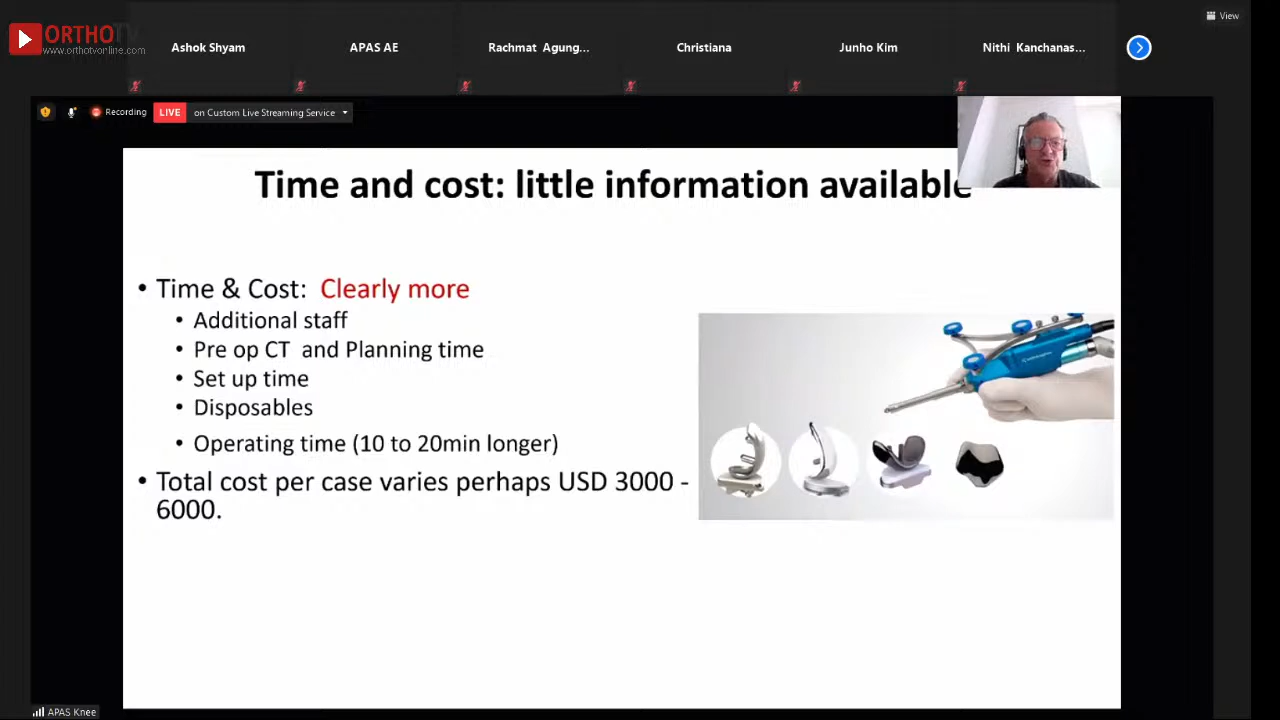 View
ORTHOTV
www.orthotvonline.com
Ashok Shyam
APAS AE
Rachmat Agung...
Christiana
Junho Kim
Nithi Kanchanas...
Recording
LIVE
on Custom Live Streaming Service
Time and cost: little information available
• Time & Cost: Clearly more
• Additional staff
• Pre op CT and Planning time
• Set up time
• Disposables
• Operating time (10 to 20min longer)
• Total cost per case varies perhaps USD 3000 -
6000.
APAS Knee